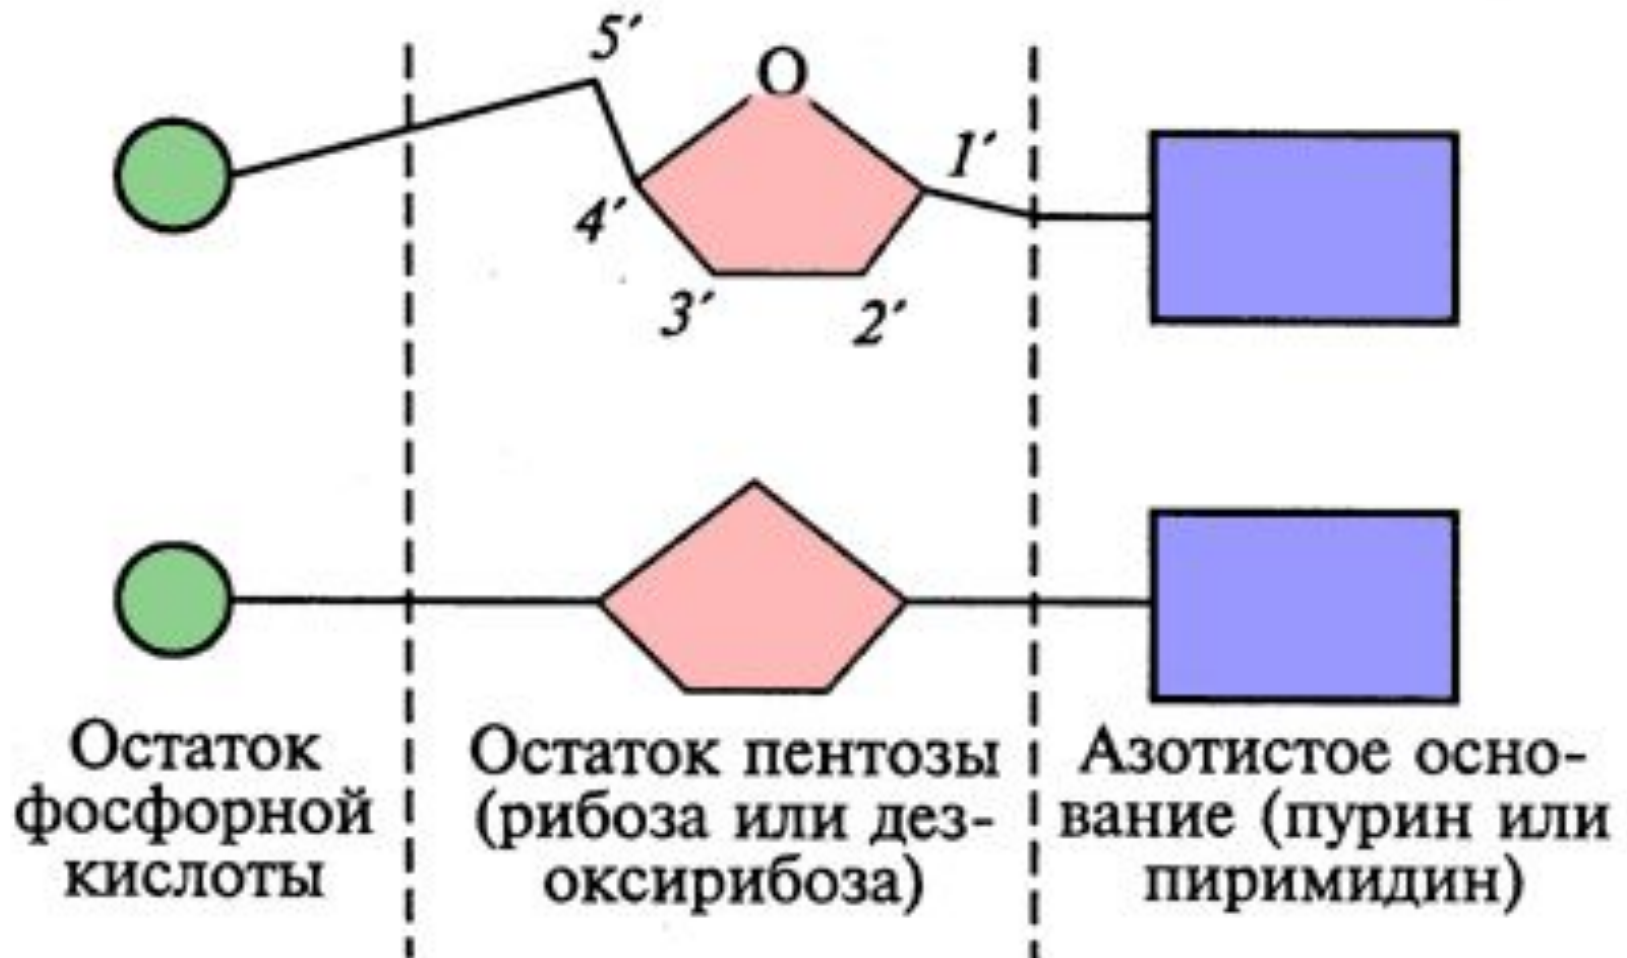 5′
O
1′
4′
3′
2′
Остаток
фосфорной
кислоты
Остаток пентозы
(рибоза или дез-
оксирибоза)
Азотистое осно-
вание (пурин или
пиримидин)